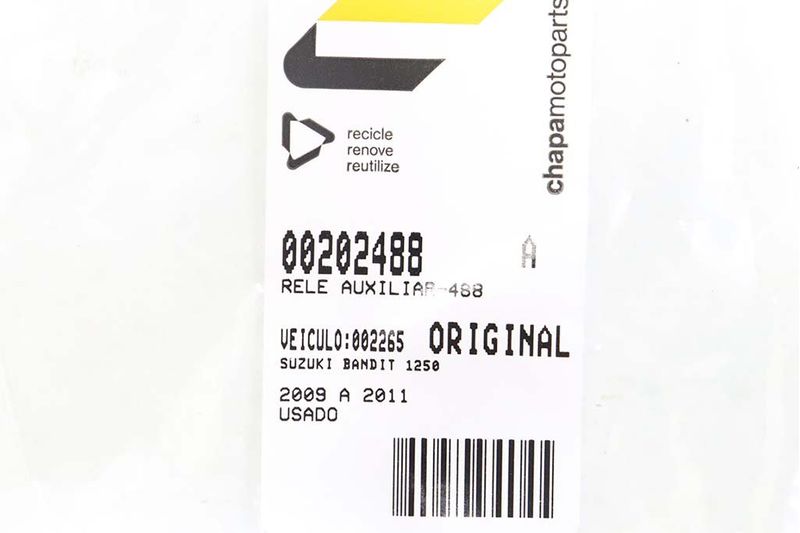 chapamotoparts
recicle
renove
reutilize
00202488 A
RELE AUXILIAR-488
VEICULO:002265 ORIGINAL
SUZUKI BANDIT 1250
2009 A 2011
USADO